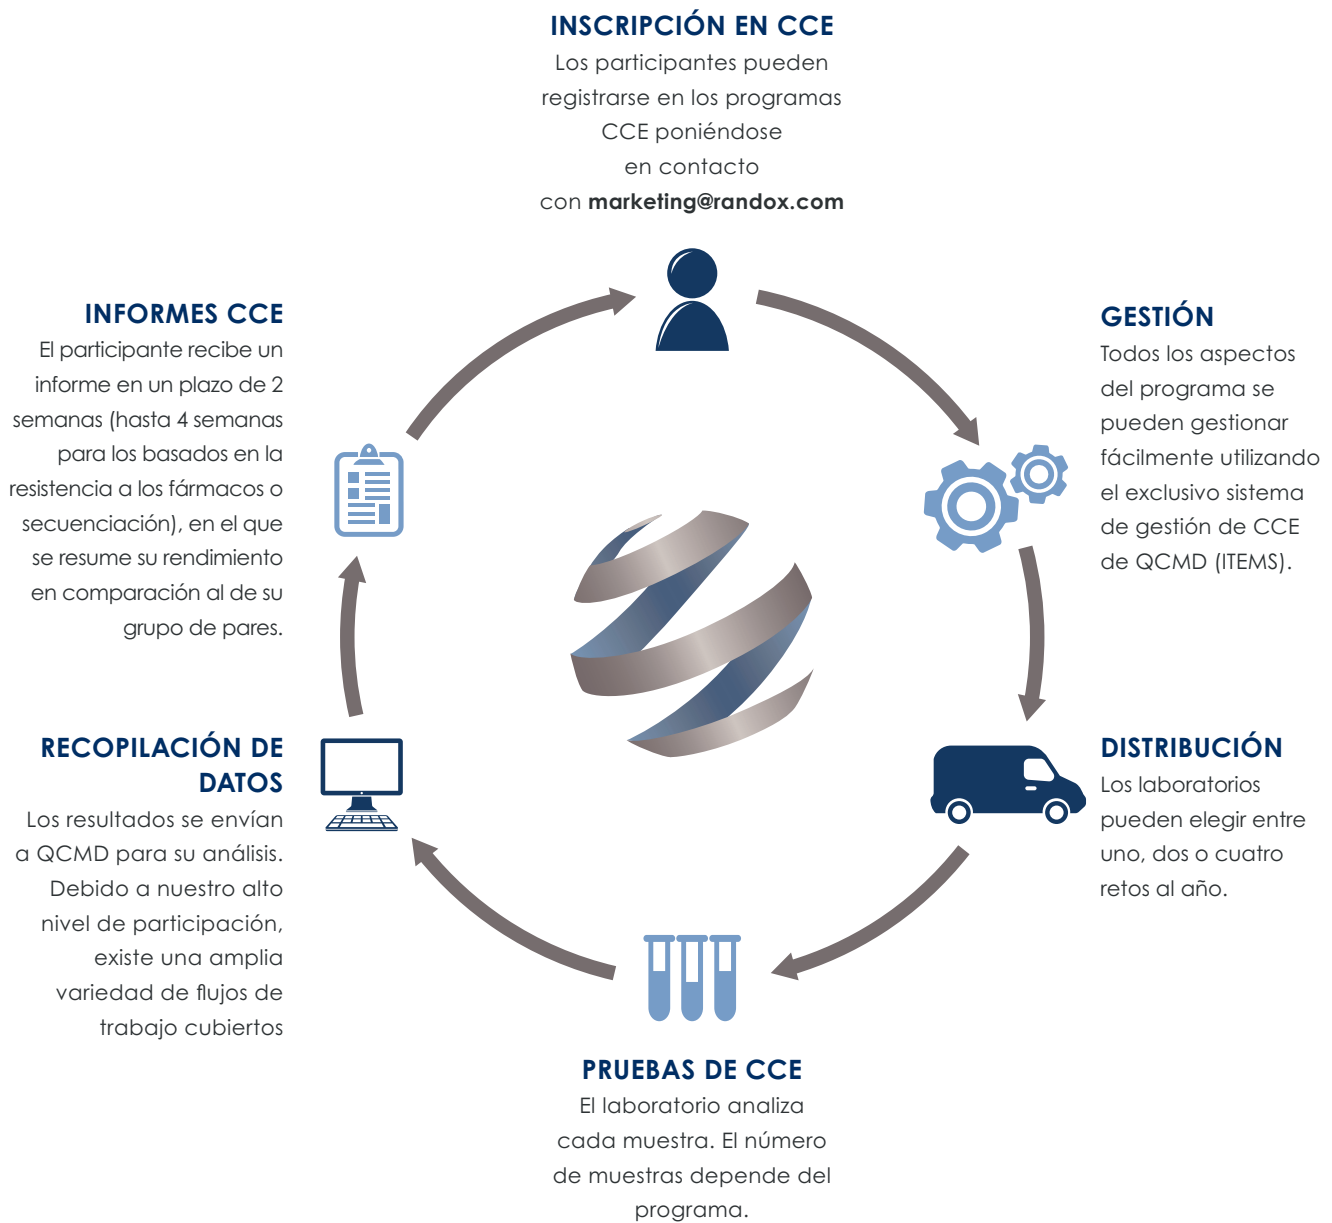 INSCRIPCIÓN EN CCE
Los participantes pueden
registrarse en los programas
CCE poniéndose
en contacto
con marketing@randox.com
GESTIÓN
Todos los aspectos
del programa se
pueden gestionar
fácilmente utilizando
el exclusivo sistema
de gestión de CCE
de QCMD (ITEMS).
DISTRIBUCIÓN
Los laboratorios
pueden elegir entre
uno, dos o cuatro
retos al año.
PRUEBAS DE CCE
El laboratorio analiza
cada muestra. El número
de muestras depende del
programa.
RECOPILACIÓN DE
DATOS
Los resultados se envían
a QCMD para su análisis.
Debido a nuestro alto
nivel de participación,
existe una amplia
variedad de flujos de
trabajo cubiertos
INFORMES CCE
El participante recibe un
informe en un plazo de 2
semanas (hasta 4 semanas
para los basados en la
resistencia a los fármacos o
secuenciación), en el que
se resume su rendimiento
en comparación al de su
grupo de pares.